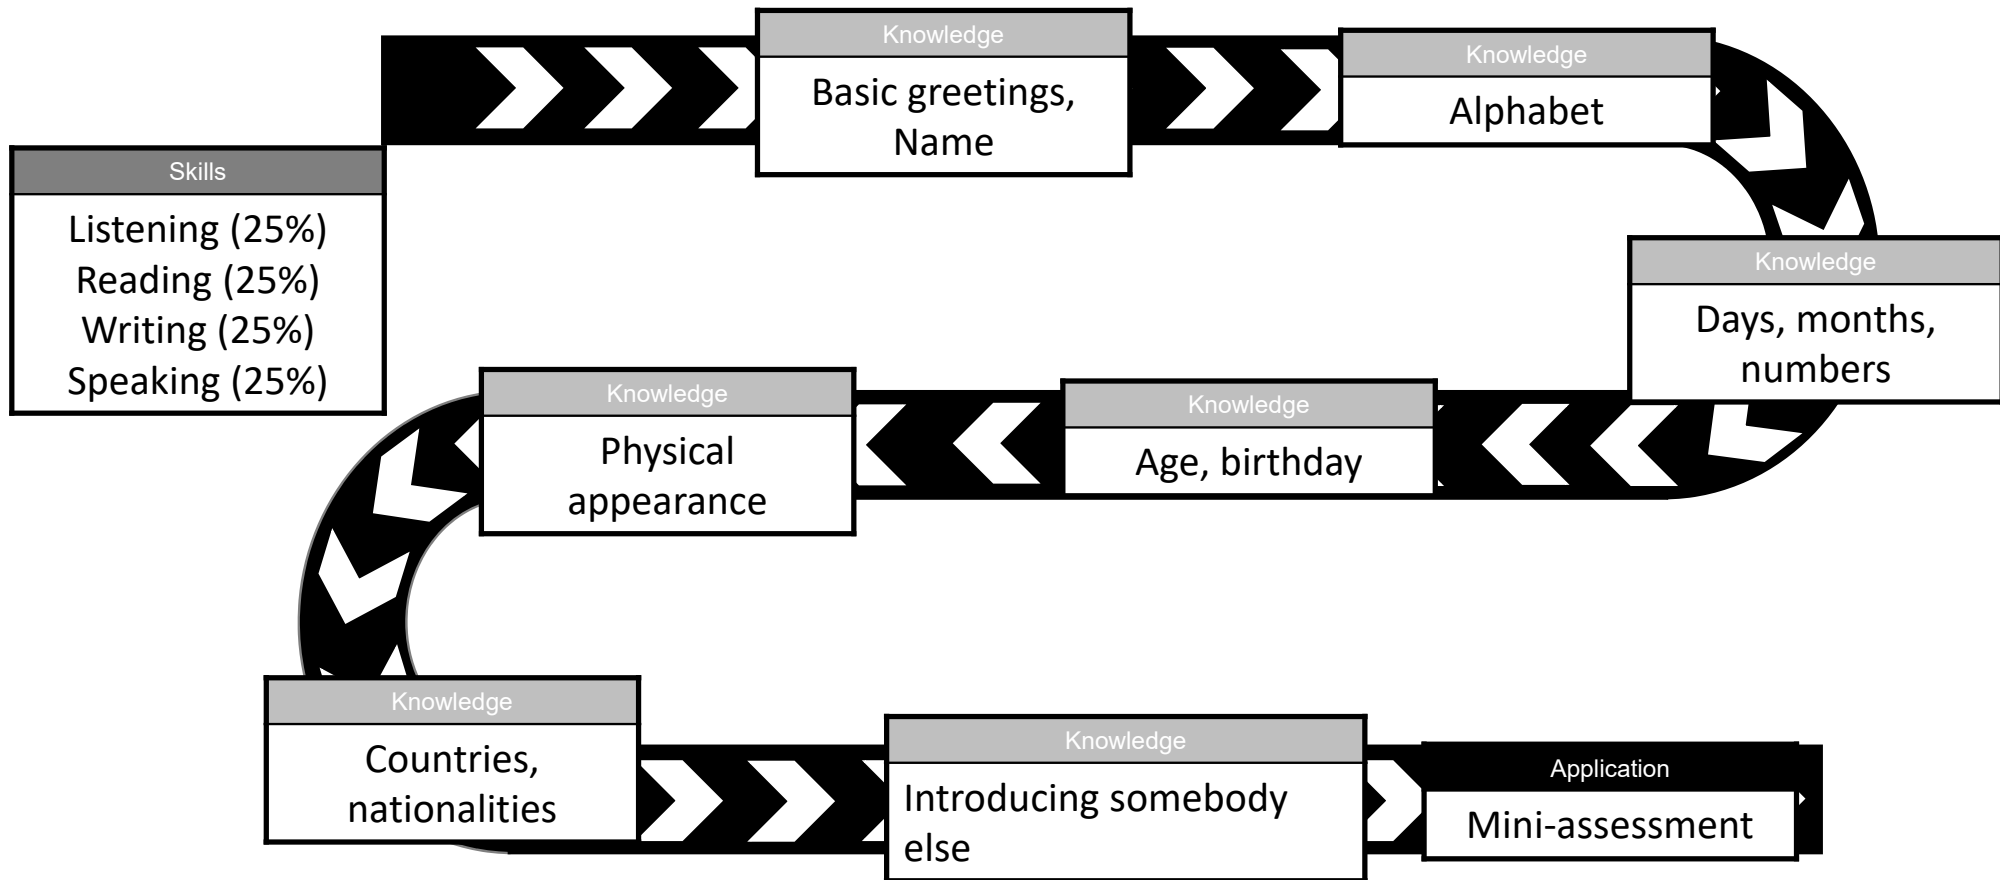 Skills
Listening (25%)
Reading (25%)
Writing (25%)
Speaking (25%)
Knowledge
Basic greetings,
Name
Knowledge
Alphabet
Knowledge
Days, months,
numbers
Knowledge
Age, birthday
Knowledge
Physical
appearance
Knowledge
Countries,
nationalities
Knowledge
Introducing somebody
else
Application
Mini-assessment